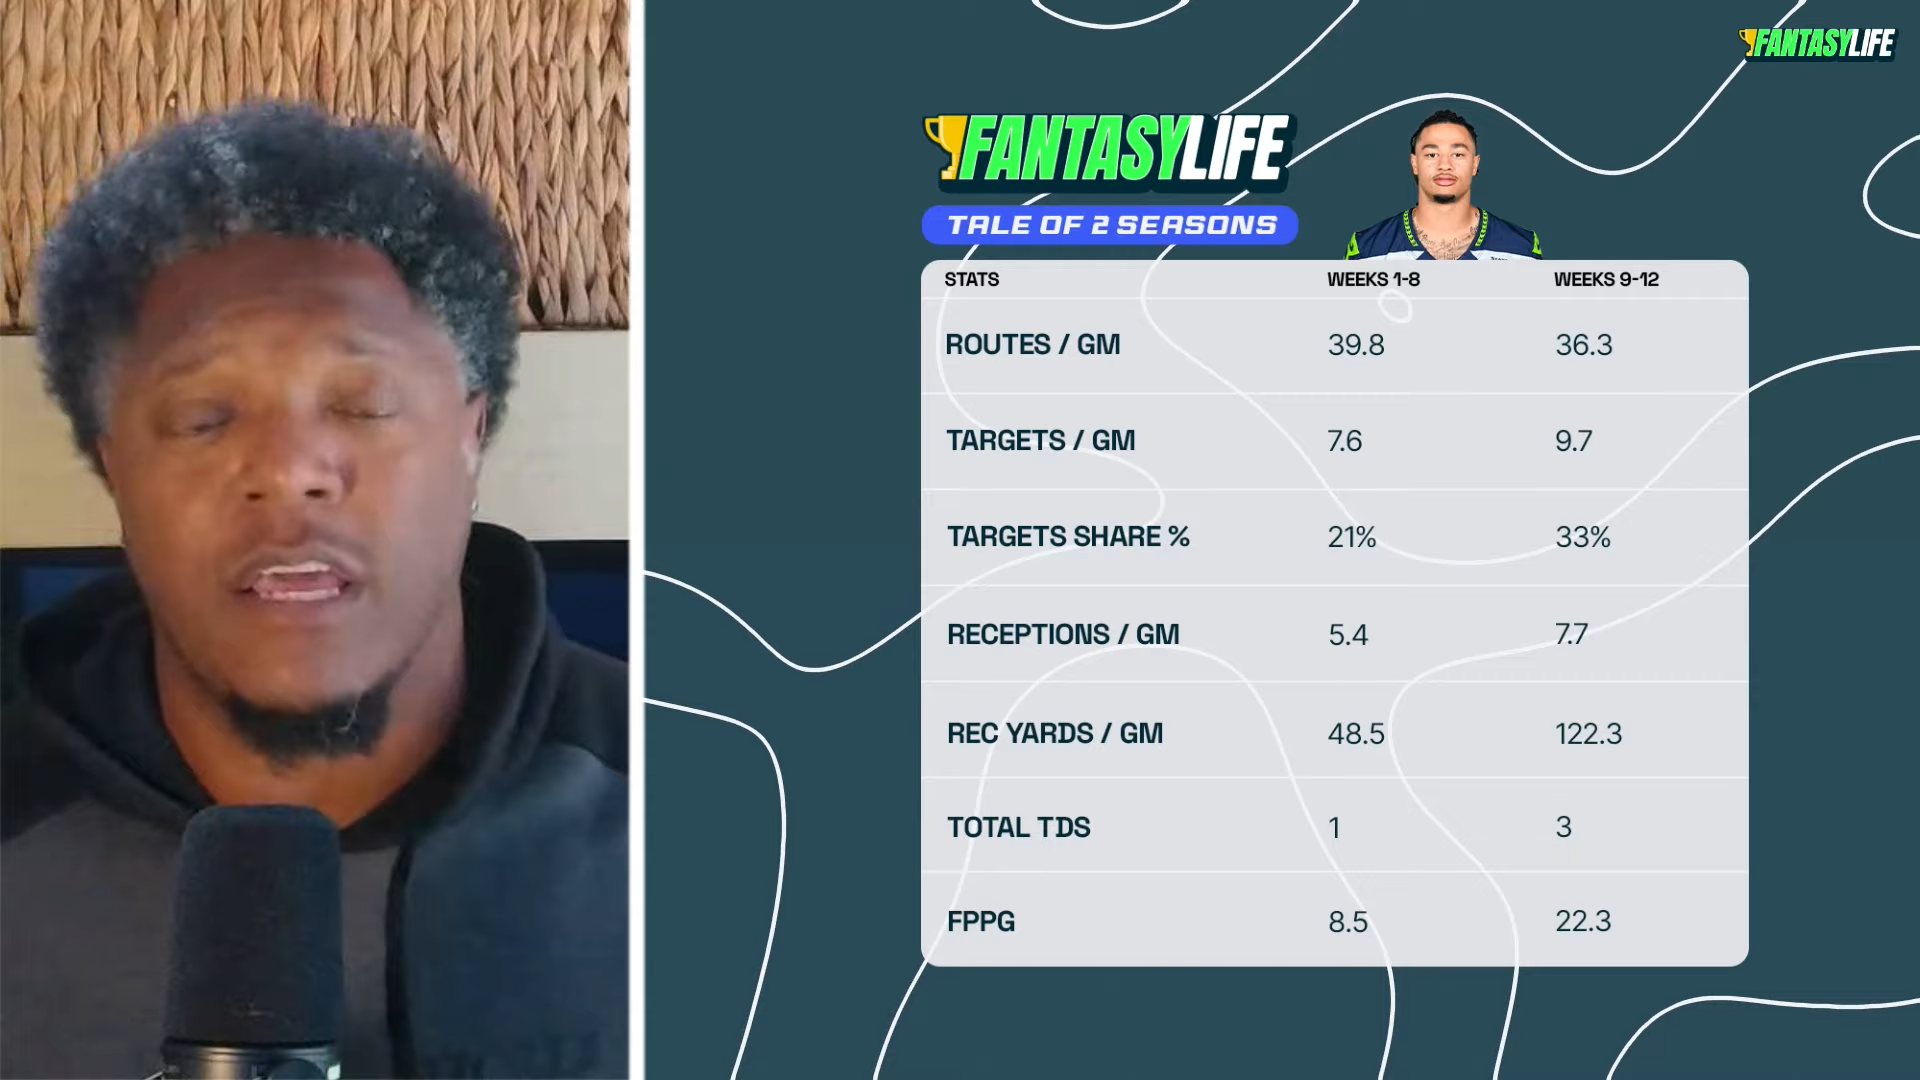 FANTASYLIFE
FANTASYLIFE
TALE OF 2 SEASONS
STATS WEEKS 1-8 WEEKS 9-12
ROUTES / GM 39.8 36.3
TARGETS / GM 7.6 9.7
TARGETS SHARE % 21% 33%
RECEPTIONS / GM 5.4 7.7
REC YARDS / GM 48.5 122.3
TOTAL TDS 1 3
FPPG 8.5 22.3